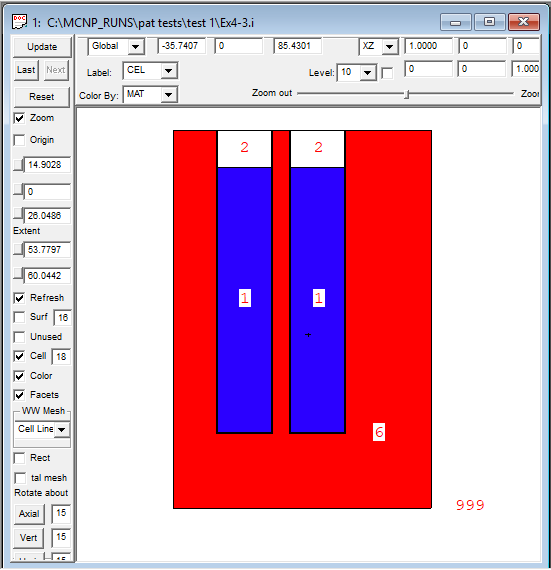 1: C:\MCNP_RUNS\pat tests\test 1\Ex4-3.i
Update
Global -35.7407 0 85.4301 XZ 1.0000 0 0
Last Next
Label: CEL Level: 10 0 0 1.000
Reset
Color By: MAT Zoom out Zoo
Zoom
Origin
14.9028
0
26.0486
Extent
53.7797
60.0442
Refresh
Surf 16
Unused
Cell 18
Color
Facets
WW Mesh
Cell Line
Rect
tal mesh
Rotate about
Axial 15
Vert 15
15
2 2
1 1
6
999